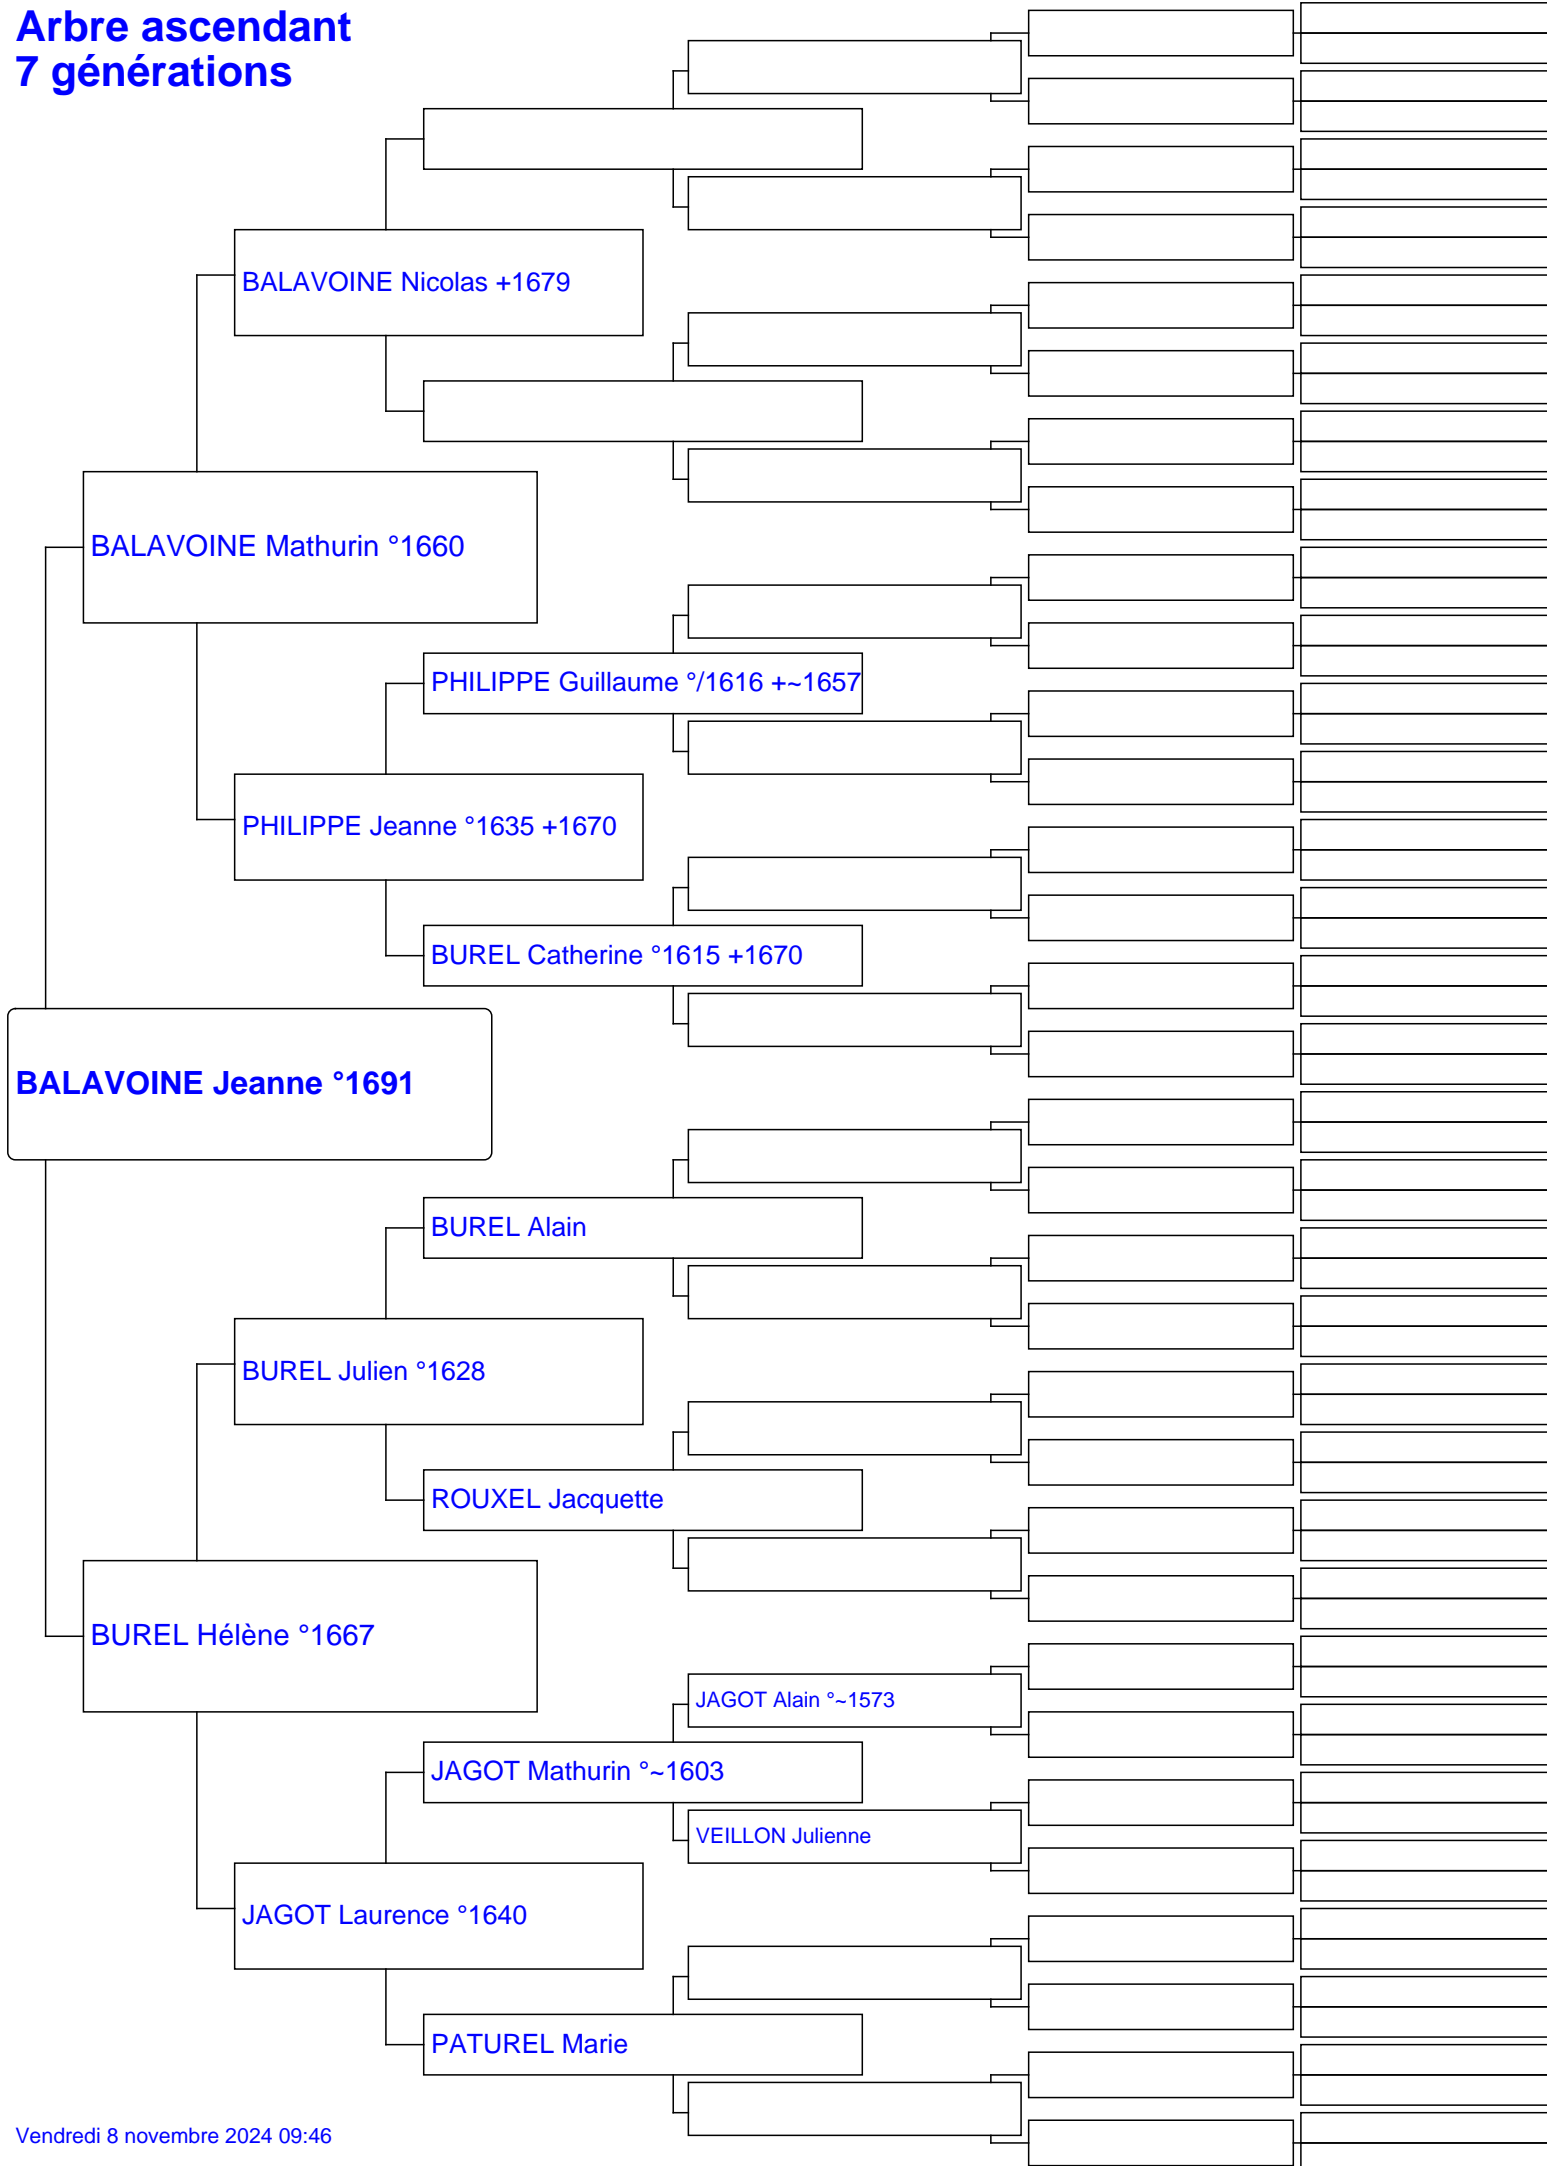 Arbre ascendant
7 générations
BALAVOINE Nicolas +1679
BALAVOINE Mathurin °1660
PHILIPPE Guillaume °/1616 +~1657
PHILIPPE Jeanne °1635 +1670
BUREL Catherine °1615 +1670
BALAVOINE Jeanne °1691
BUREL Alain
BUREL Julien °1628
ROUXEL Jacquette
BUREL Hélène °1667
JAGOT Alain °~1573
JAGOT Mathurin °~1603
VEILLON Julienne
JAGOT Laurence °1640
PATUREL Marie
Vendredi 8 novembre 2024 09:46